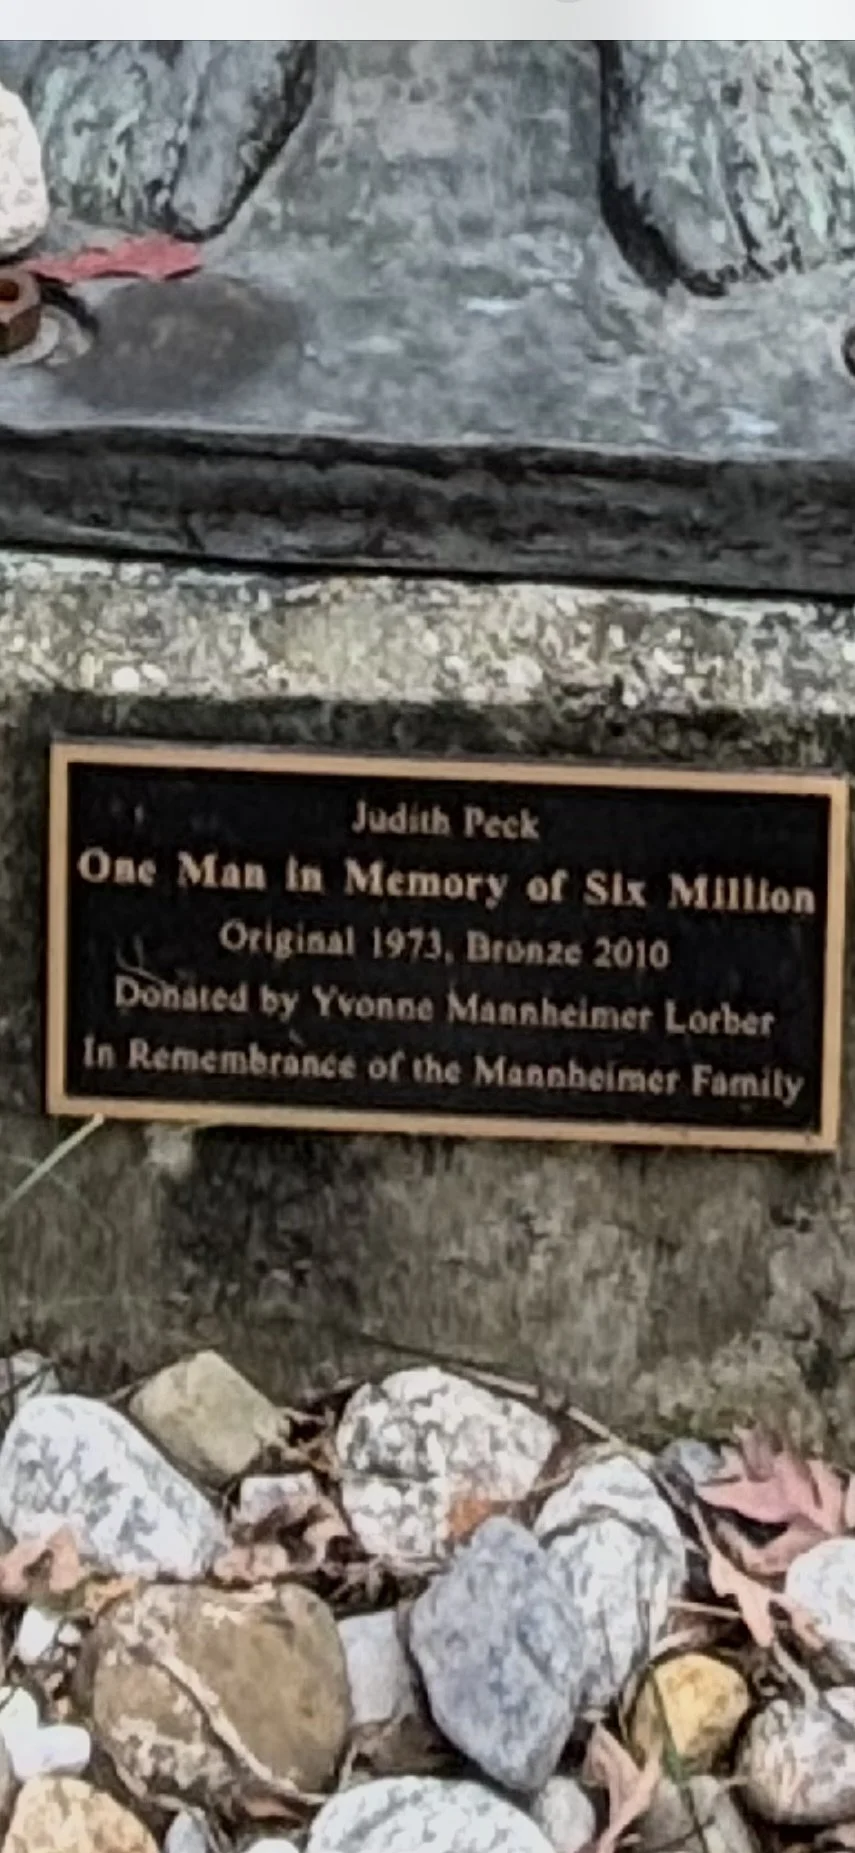 Judith Peck
One Man in Memory of Six Million
Original 1973, Bronze 2010
Donated by Yvonne Mannheimer Lorber
In Remembrance of the Mannheimer Family